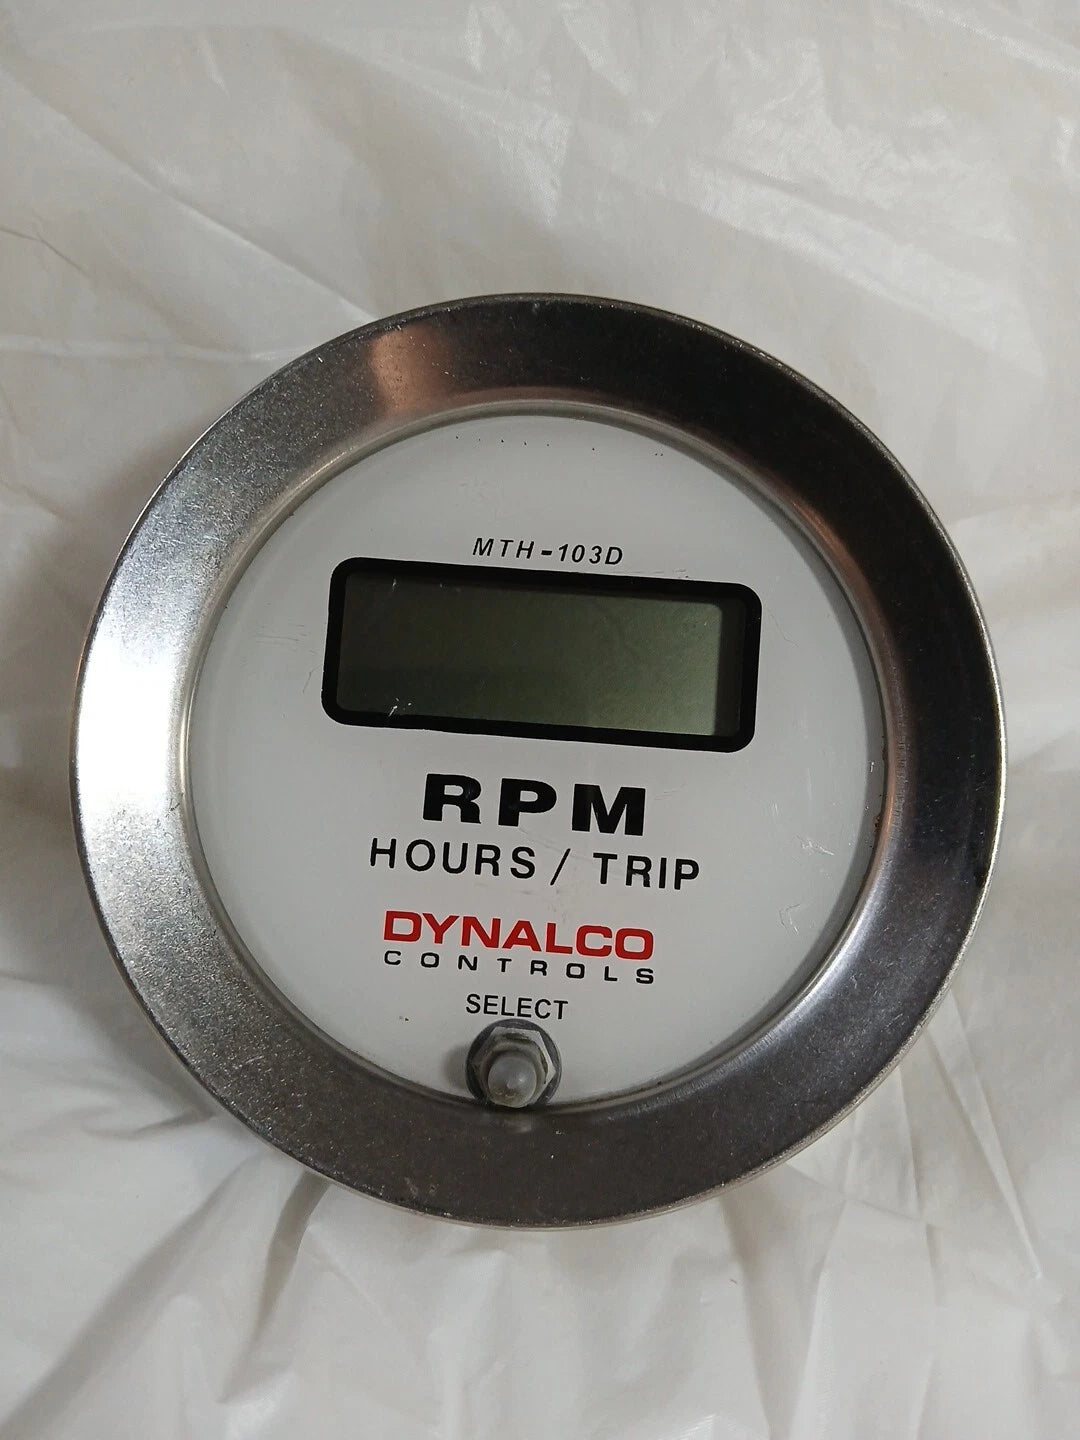 MTH-103D
RPM
HOURS / TRIP
DYNALCO
CONTROLS
SELECT